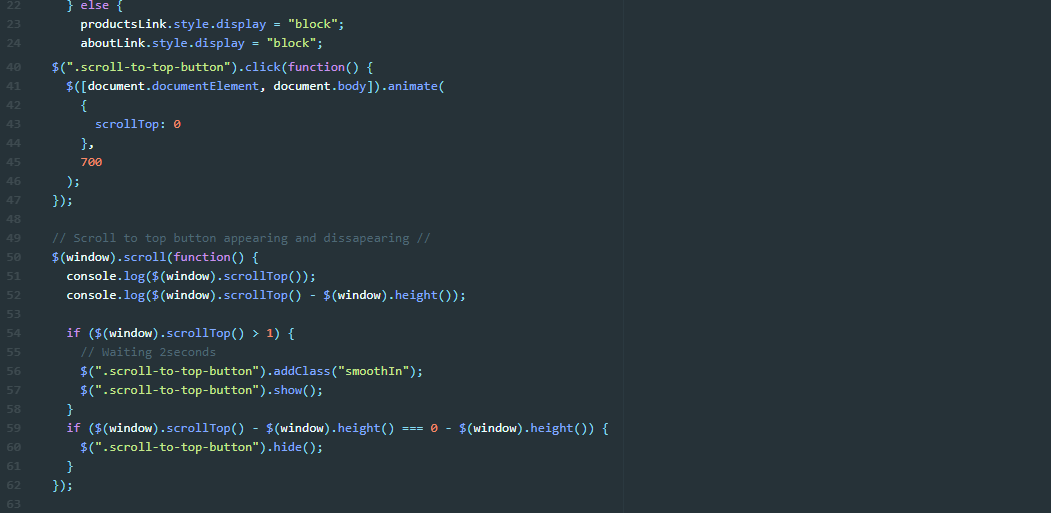 22 } else {
23 productsLink.style.display = "block";
24 aboutLink.style.display = "block";
40 $(".scroll-to-top-button").click(function() {
41 $([document.documentElement, document.body]).animate(
42 {
43 scrollTop: 0
44 },
45 700
46 );
47 });
48
49 // Scroll to top button appearing and dissapearing //
50 $(window).scroll(function() {
51 console.log($(window).scrollTop());
52 console.log($(window).scrollTop() - $(window).height());
53
54 if ($(window).scrollTop() > 1) {
55 // Waiting 2seconds
56 $(".scroll-to-top-button").addClass("smoothIn");
57 $(".scroll-to-top-button").show();
58 }
59 if ($(window).scrollTop() - $(window).height() === 0 - $(window).height()) {
60 $(".scroll-to-top-button").hide();
61 }
62 });
63